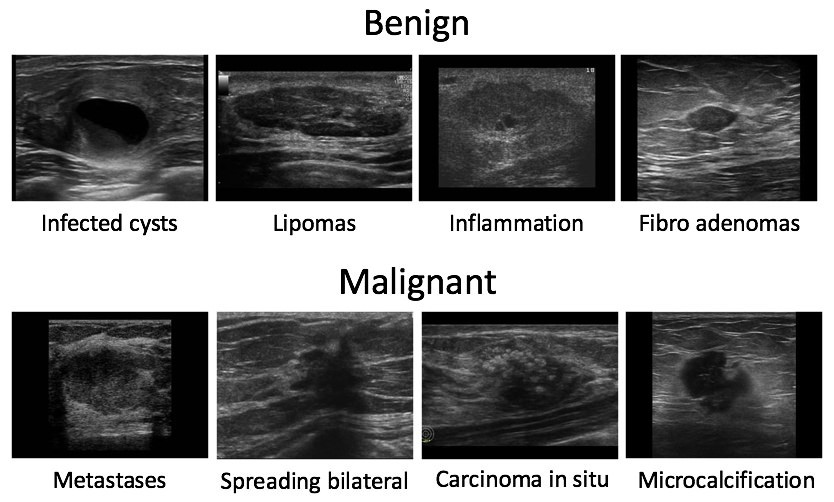 Benign
Infected cysts
Lipomas
Inflammation
Fibro adenomas
Malignant
Metastases
Spreading bilateral
Carcinoma in situ
Microcalcification